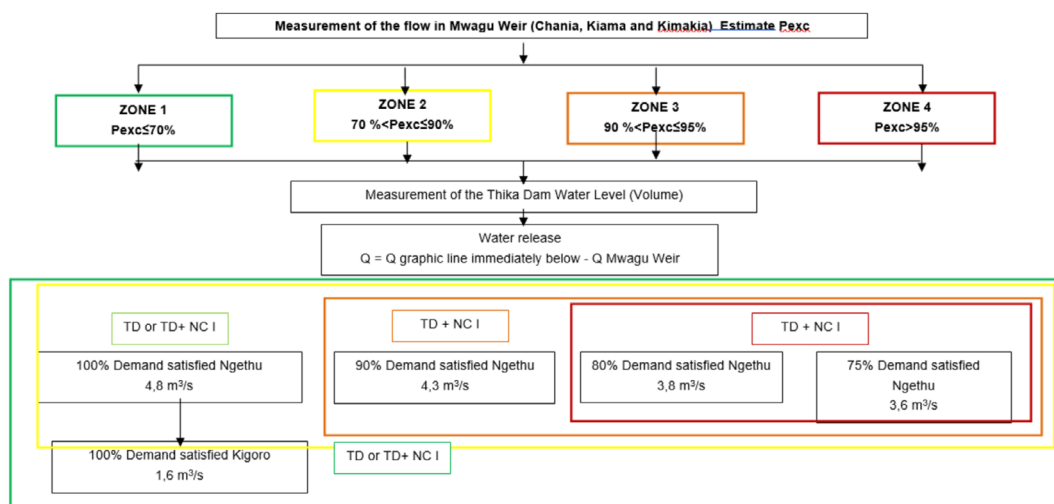 Measurement of the flow in Mwagu Weir (Chania, Kiama and Kimakia) Estimate Pexc
ZONE 1
Pexc≤70%
ZONE 2
70 %<Pexc≤90%
ZONE 3
90 %<Pexc≤95%
ZONE 4
Pexc>95%
Measurement of the Thika Dam Water Level (Volume)
Water release
Q = Q graphic line immediately below - Q Mwagu Weir
TD or TD+ NC I
TD + NC I
TD + NC I
100% Demand satisfied Ngethu
4,8 m³/s
90% Demand satisfied Ngethu
4,3 m³/s
80% Demand satisfied Ngethu
3,8 m³/s
75% Demand satisfied
Ngethu
3,6 m³/s
100% Demand satisfied Kigoro
1,6 m³/s
TD or TD+ NC I